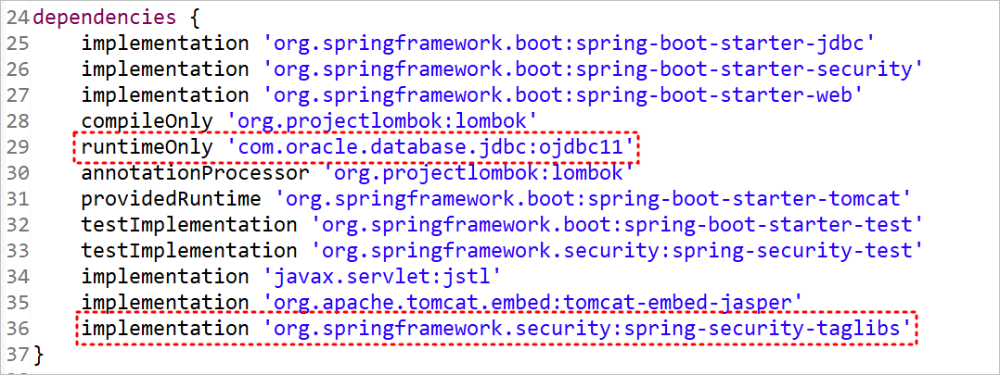 24 dependencies {
25     implementation 'org.springframework.boot:spring-boot-starter-jdbc'
26     implementation 'org.springframework.boot:spring-boot-starter-security'
27     implementation 'org.springframework.boot:spring-boot-starter-web'
28     compileOnly 'org.projectlombok:lombok'
29     runtimeOnly 'com.oracle.database.jdbc:ojdbc11'
30     annotationProcessor 'org.projectlombok:lombok'
31     providedRuntime 'org.springframework.boot:spring-boot-starter-tomcat'
32     testImplementation 'org.springframework.boot:spring-boot-starter-test'
33     testImplementation 'org.springframework.security:spring-security-test'
34     implementation 'javax.servlet:jstl'
35     implementation 'org.apache.tomcat.embed:tomcat-embed-jasper'
36     implementation 'org.springframework.security:spring-security-taglibs'
37 }